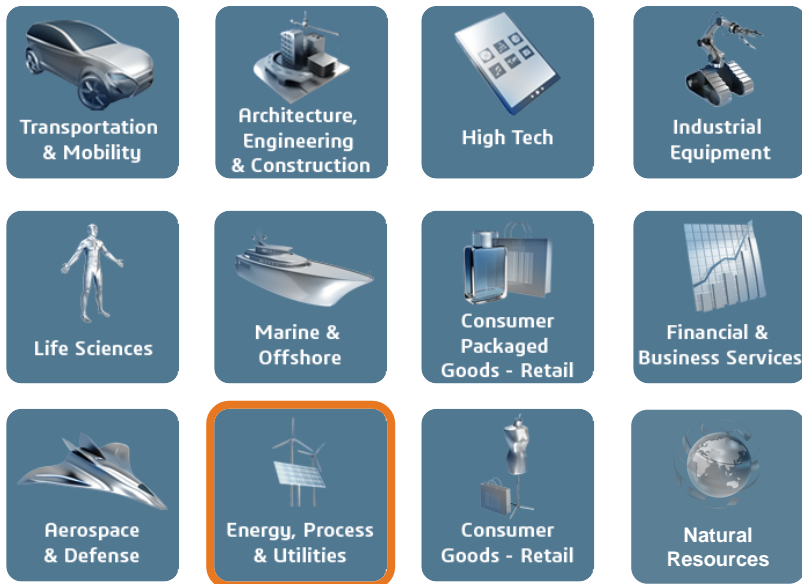 Transportation
& Mobility
Architecture,
Engineering
& Construction
High Tech
Industrial
Equipment
Life Sciences
Marine &
Offshore
Consumer
Packaged
Goods - Retail
Financial &
Business Services
Aerospace
& Defense
Energy, Process
& Utilities
Consumer
Goods - Retail
Natural
Resources